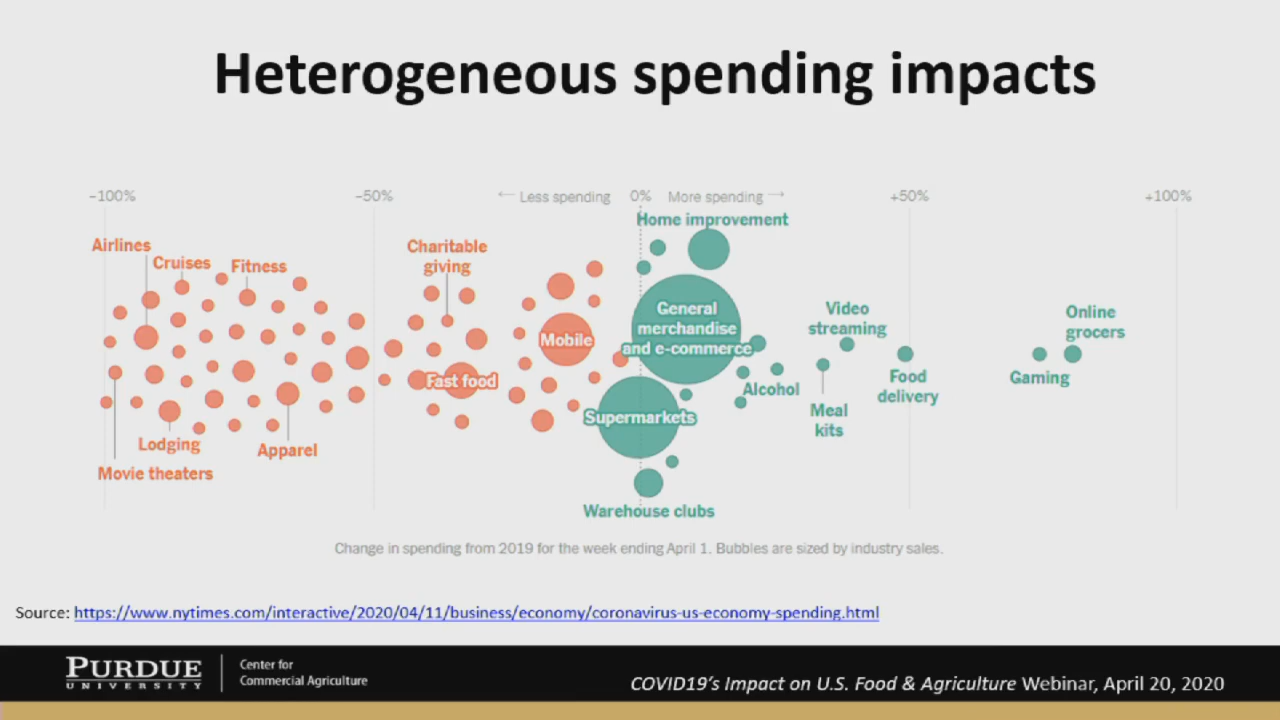 Heterogeneous spending impacts
−100%
−50%
← Less spending
0%
More spending →
+50%
+100%
Home improvement
Airlines
Cruises
Fitness
Charitable
giving
General
merchandise
and e-commerce
Mobile
Video
streaming
Online
grocers
Fast food
Alcohol
Food
delivery
Gaming
Meal
kits
Supermarkets
Lodging
Apparel
Movie theaters
Warehouse clubs
Change in spending from 2019 for the week ending April 1. Bubbles are sized by industry sales.
Source: https://www.nytimes.com/interactive/2020/04/11/business/economy/coronavirus-us-economy-spending.html
PURDUE
UNIVERSITY
Center for
Commercial Agriculture
COVID19's Impact on U.S. Food & Agriculture Webinar, April 20, 2020